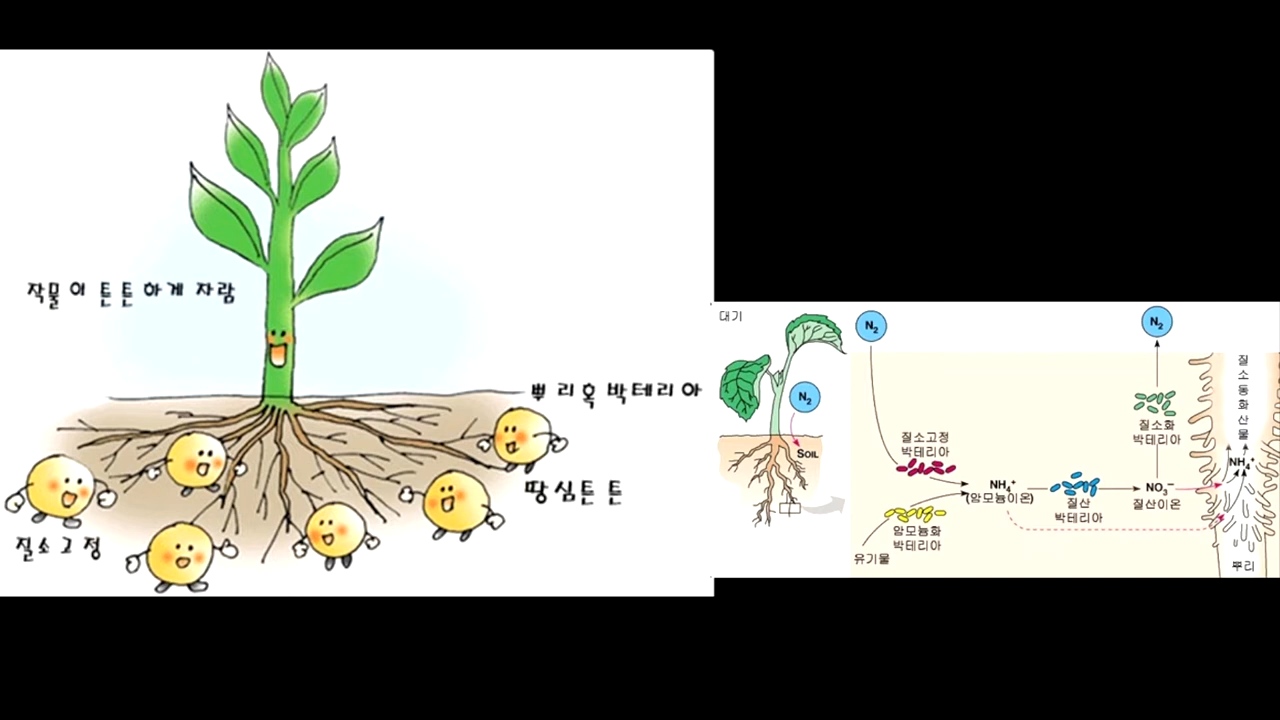 작물이 튼튼하게 자람
뿌리혹박테리아
땅심튼튼
질소고정
대기
N₂
N₂
SOIL
질소고정
박테리아
NH₄⁺
(암모늄이온)
암모늄화
박테리아
유기물
질산
박테리아
N₂
질소화
박테리아
NO₃⁻
질산이온
질소동화산물
NH₄⁺
뿌리